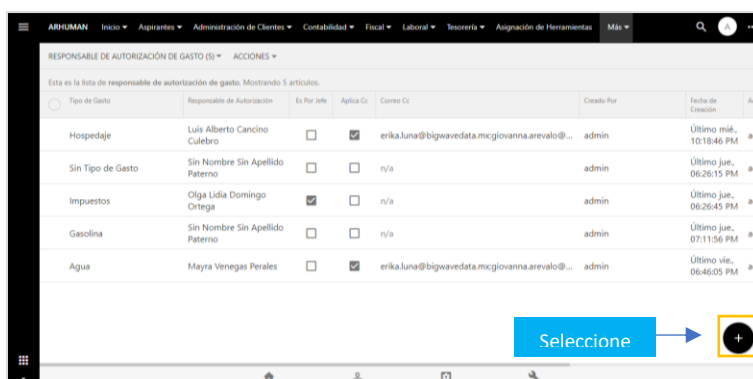 ARHUMAN Inicio Aspirantes Administración de Clientes Contabilidad Fiscal Laboral Tesorería Asignación de Herramientas Más A
RESPONSABLE DE AUTORIZACIÓN DE GASTO (5) ACCIONES
Esta es la lista de responsable de autorización de gasto. Mostrando 5 artículos.
Tipo de Gasto Responsable de Autorización Es Por Jefe Aplica Cc Correo Cc Creado Por Fecha de Creación
Hospedaje Luis Alberto Cancino Culebro erika.luna@bigwavedata.mx;giovanna.arevalo@... admin Último mié., 10:18:46 PM
Sin Tipo de Gasto Sin Nombre Sin Apellido Paterno n/a admin Último jue., 06:26:15 PM
Impuestos Olga Lidia Domingo Ortega n/a admin Último jue., 06:26:45 PM
Gasolina Sin Nombre Sin Apellido Paterno n/a admin Último jue., 07:11:56 PM
Agua Mayra Venegas Perales erika.luna@bigwavedata.mx;giovanna.arevalo@... admin Último vie., 06:46:05 PM
Seleccione +